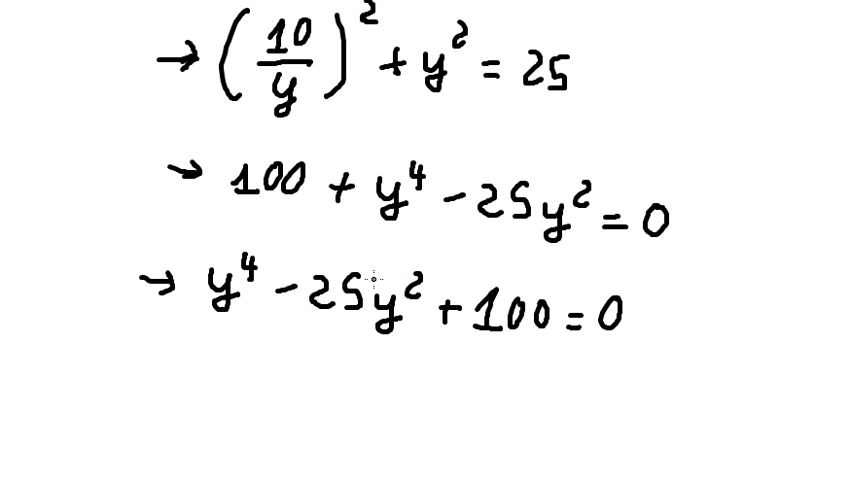 → (10/y)² + y² = 25
→ 100 + y⁴ - 25y² = 0
→ y⁴ - 25y² + 100 = 0